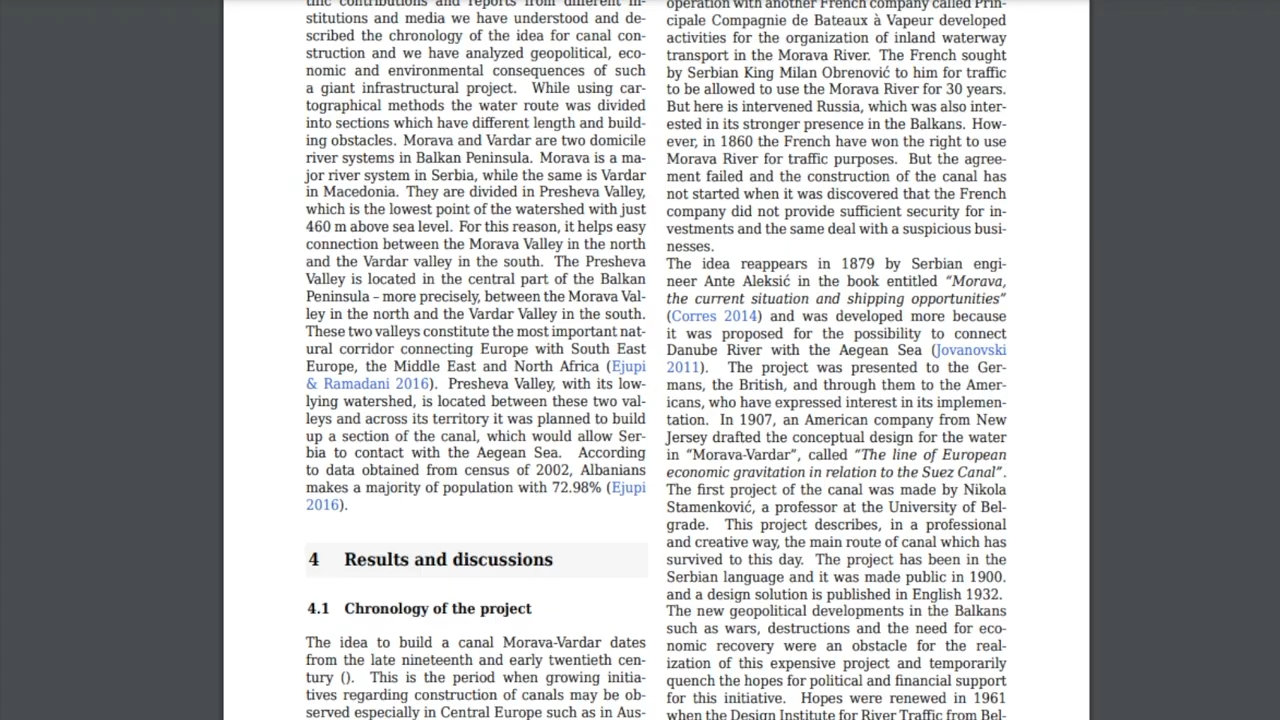 tific contributions and reports from different in-
stitutions and media we have understood and de-
scribed the chronology of the idea for canal con-
struction and we have analyzed geopolitical, eco-
nomic and environmental consequences of such
a giant infrastructural project. While using car-
tographical methods the water route was divided
into sections which have different length and build-
ing obstacles. Morava and Vardar are two domicile
river systems in Balkan Peninsula. Morava is a ma-
jor river system in Serbia, while the same is Vardar
in Macedonia. They are divided in Presheva Valley,
which is the lowest point of the watershed with just
460 m above sea level. For this reason, it helps easy
connection between the Morava Valley in the north
and the Vardar valley in the south. The Presheva
Valley is located in the central part of the Balkan
Peninsula – more precisely, between the Morava Val-
ley in the north and the Vardar Valley in the south.
These two valleys constitute the most important nat-
ural corridor connecting Europe with South East
Europe, the Middle East and North Africa (Ejupi
& Ramadani 2016). Presheva Valley, with its low-
lying watershed, is located between these two val-
leys and across its territory it was planned to build
up a section of the canal, which would allow Ser-
bia to contact with the Aegean Sea. According
to data obtained from census of 2002, Albanians
makes a majority of population with 72.98% (Ejupi
2016).
4 Results and discussions
4.1 Chronology of the project
The idea to build a canal Morava-Vardar dates
from the late nineteenth and early twentieth cen-
tury (). This is the period when growing initia-
tives regarding construction of canals may be ob-
served especially in Central Europe such as in Aus-
operation with another French company called Prin-
cipale Compagnie de Bateaux à Vapeur developed
activities for the organization of inland waterway
transport in the Morava River. The French sought
by Serbian King Milan Obrenović to him for traffic
to be allowed to use the Morava River for 30 years.
But here is intervened Russia, which was also inter-
ested in its stronger presence in the Balkans. How-
ever, in 1860 the French have won the right to use
Morava River for traffic purposes. But the agree-
ment failed and the construction of the canal has
not started when it was discovered that the French
company did not provide sufficient security for in-
vestments and the same deal with a suspicious busi-
nesses.
The idea reappears in 1879 by Serbian engi-
neer Ante Aleksić in the book entitled “Morava,
the current situation and shipping opportunities”
(Corres 2014) and was developed more because
it was proposed for the possibility to connect
Danube River with the Aegean Sea (Jovanovski
2011). The project was presented to the Ger-
mans, the British, and through them to the Amer-
icans, who have expressed interest in its implemen-
tation. In 1907, an American company from New
Jersey drafted the conceptual design for the water
in “Morava-Vardar”, called “The line of European
economic gravitation in relation to the Suez Canal”.
The first project of the canal was made by Nikola
Stamenković, a professor at the University of Bel-
grade. This project describes, in a professional
and creative way, the main route of canal which has
survived to this day. The project has been in the
Serbian language and it was made public in 1900.
and a design solution is published in English 1932.
The new geopolitical developments in the Balkans
such as wars, destructions and the need for eco-
nomic recovery were an obstacle for the real-
ization of this expensive project and temporarily
quench the hopes for political and financial support
for this initiative. Hopes were renewed in 1961
when the Design Institute for River Traffic from Bel-